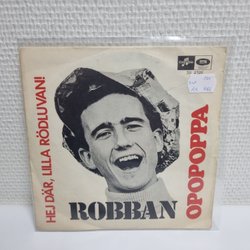 HEJ DÄR, LILLA RÖDLUVAN!
ROBBAN
OPOPOPPA